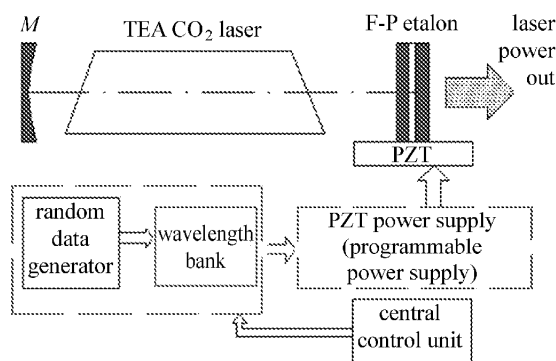 M
TEA CO₂ laser
F-P etalon
laser
power
out
PZT
random
data
generator
wavelength
bank
PZT power supply
(programmable
power supply)
central
control unit